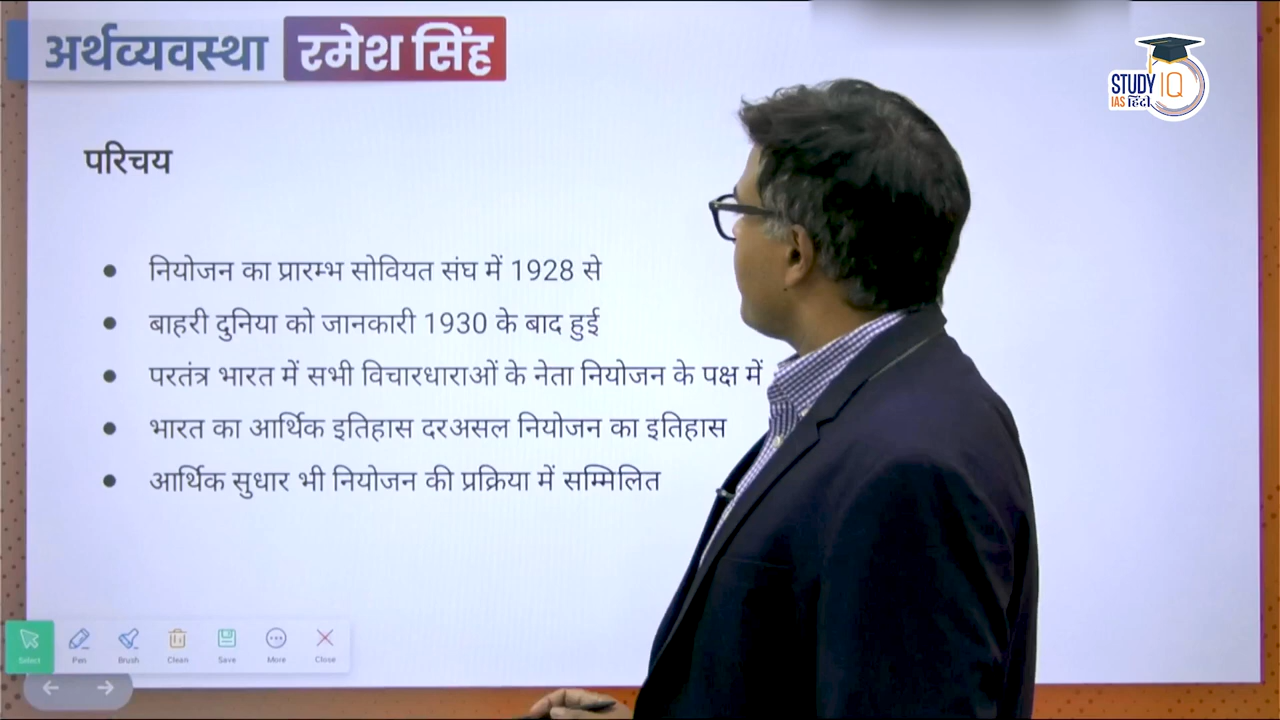 अर्थव्यवस्था रमेश सिंह
STUDY IQ
IAS हिंदी
परिचय
● नियोजन का प्रारम्भ सोवियत संघ में 1928 से
● बाहरी दुनिया को जानकारी 1930 के बाद हुई
● परतंत्र भारत में सभी विचारधाराओं के नेता नियोजन के पक्ष में
● भारत का आर्थिक इतिहास दरअसल नियोजन का इतिहास
● आर्थिक सुधार भी नियोजन की प्रक्रिया में सम्मिलित
Select Pen Brush Clean Save More Close